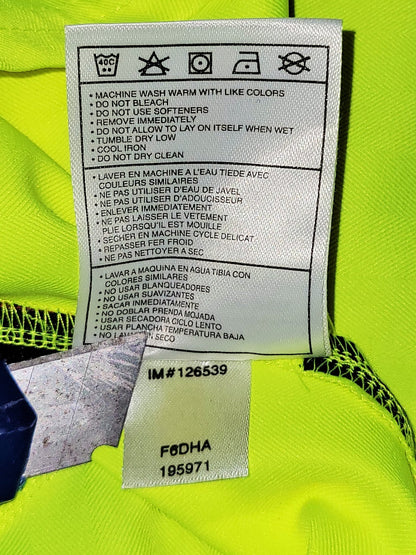 40C
• MACHINE WASH WARM WITH LIKE COLORS
• DO NOT BLEACH
• DO NOT USE SOFTENERS
• REMOVE IMMEDIATELY
• DO NOT ALLOW TO LAY ON ITSELF WHEN WET
• TUMBLE DRY LOW
• COOL IRON
• DO NOT DRY CLEAN
• LAVER EN MACHINE A L'EAU TIEDE AVEC
COULEURS SIMILAIRES
• NE PAS UTILISER D'EAU DE JAVEL
• NE PAS UTILISER D'ADOUCISSEUR
• ENLEVER IMMEDIATEMENT
• NE PAS LAISSER LE VETEMENT
PLIE LORSQU'IL EST MOUILLE
• SECHER EN MACHINE CYCLE DELICAT
• REPASSER FER FROID
• NE PAS NETTOYER A SEC
• LAVAR A MAQUINA EN AGUA TIBIA CON
COLORES SIMILARES
• NO USAR BLANQUEADORES
• NO USAR SUAVIZANTES
• SACAR INMEDIATAMENTE
• NO DOBLAR PRENDA MOJADA
• USAR SECADORA CICLO LENTO
• USAR PLANCHA TEMPERATURA BAJA
• NO LAVAR EN SECO
IM#126539
F6DHA
195971